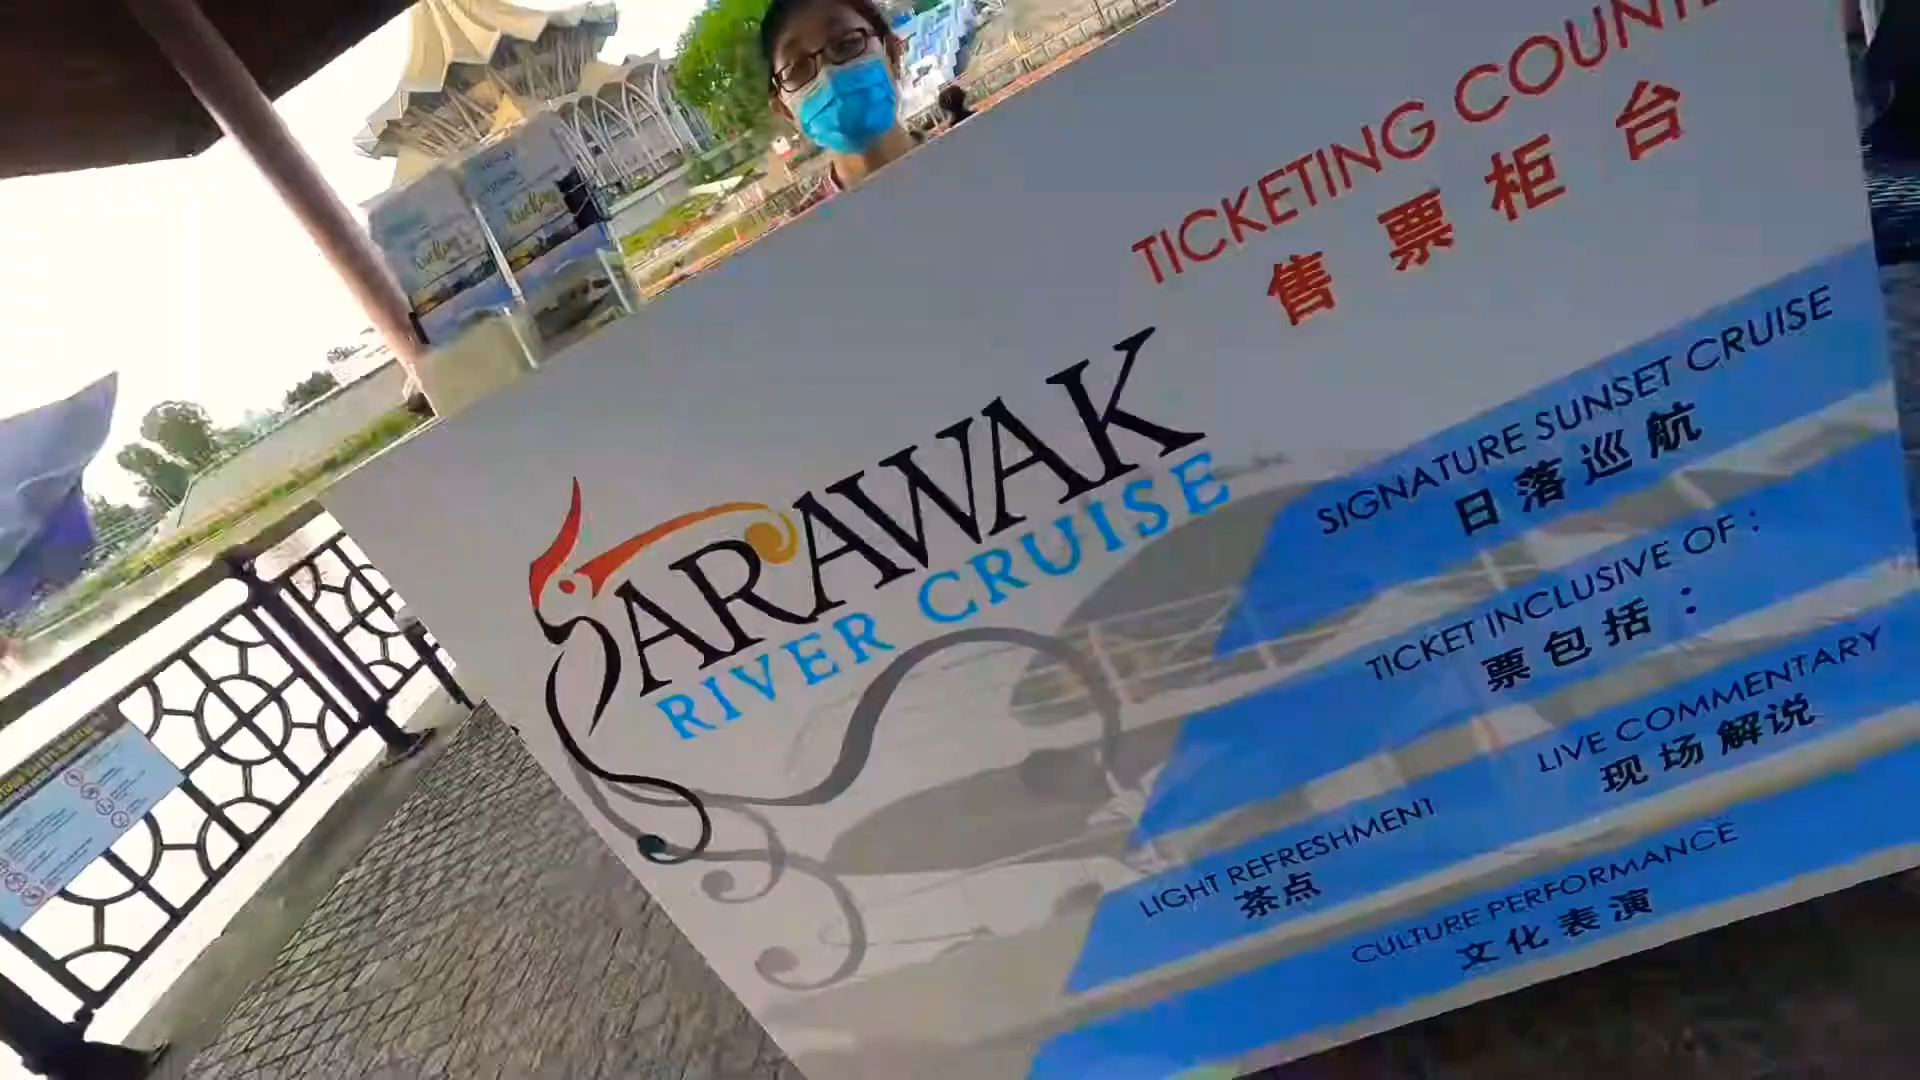 TICKETING COUNT
售票柜台
SARAWAK
RIVER CRUISE
SIGNATURE SUNSET CRUISE
日落巡航
TICKET INCLUSIVE OF :
票包括 :
LIVE COMMENTARY
现场解说
LIGHT REFRESHMENT
茶点
CULTURE PERFORMANCE
文化表演